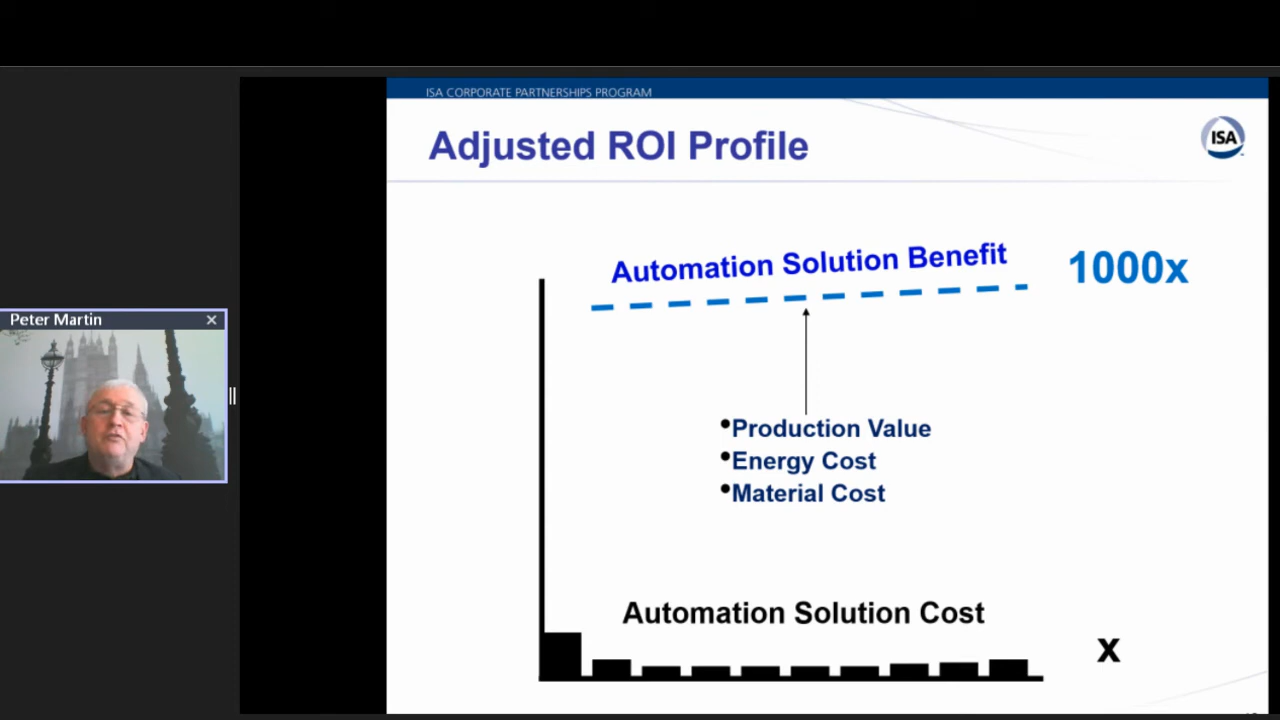 ISA CORPORATE PARTNERSHIPS PROGRAM
Adjusted ROI Profile
ISA
Automation Solution Benefit
1000x
Peter Martin
•Production Value
•Energy Cost
•Material Cost
Automation Solution Cost
x